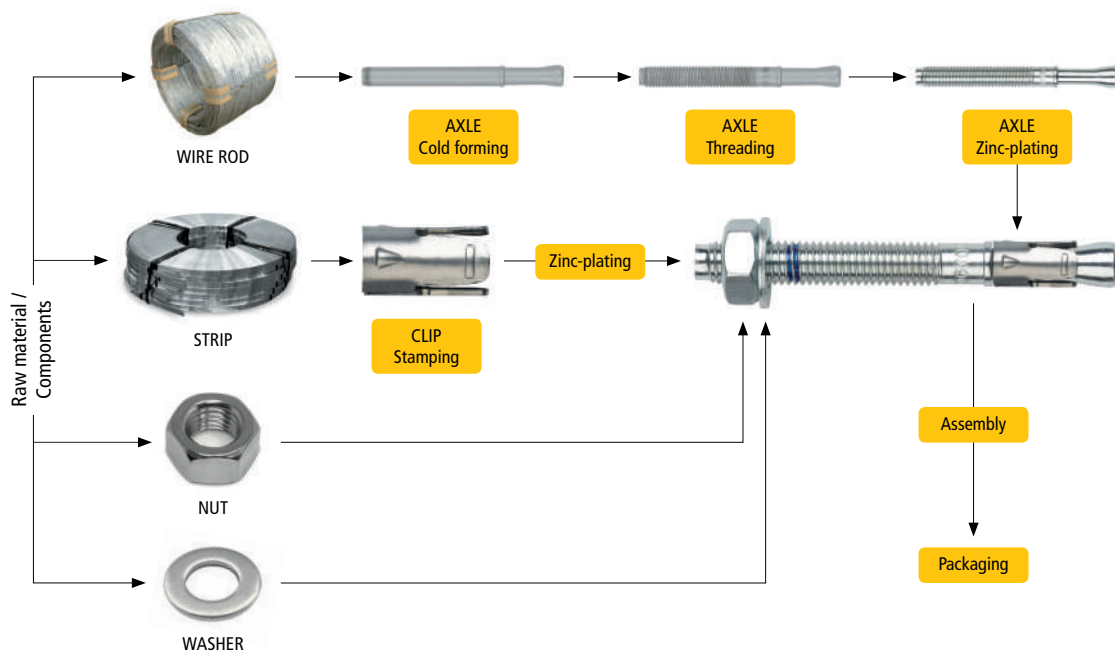 WIRE ROD
AXLE
Cold forming
AXLE
Threading
AXLE
Zinc-plating
Raw material /
Components
STRIP
CLIP
Stamping
Zinc-plating
NUT
Assembly
WASHER
Packaging